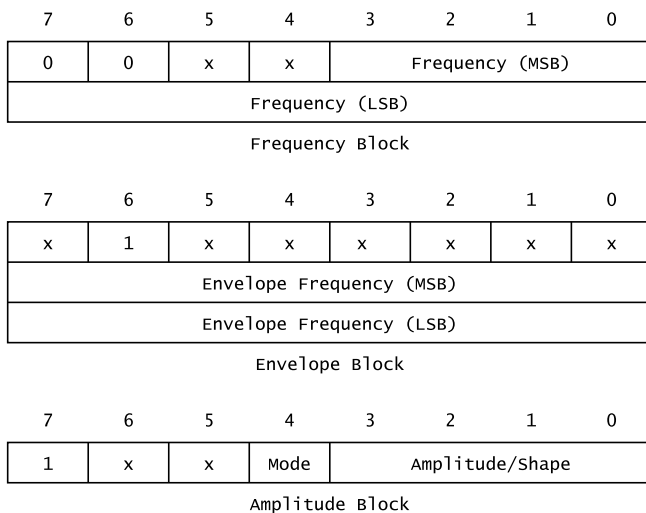 7 6 5 4 3 2 1 0
0 0 x x Frequency (MSB)
Frequency (LSB)
Frequency Block
7 6 5 4 3 2 1 0
x 1 x x x x x x
Envelope Frequency (MSB)
Envelope Frequency (LSB)
Envelope Block
7 6 5 4 3 2 1 0
1 x x Mode Amplitude/Shape
Amplitude Block